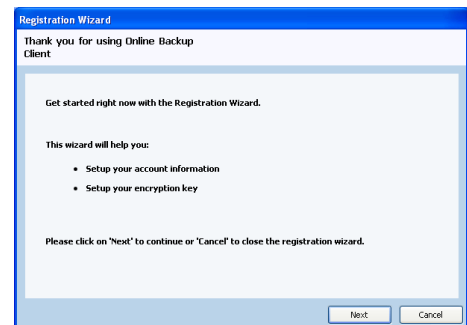 Registration Wizard
Thank you for using Online Backup
Client
Get started right now with the Registration Wizard.
This wizard will help you:
• Setup your account information
• Setup your encryption key
Please click on 'Next' to continue or 'Cancel' to close the registration wizard.
Next Cancel